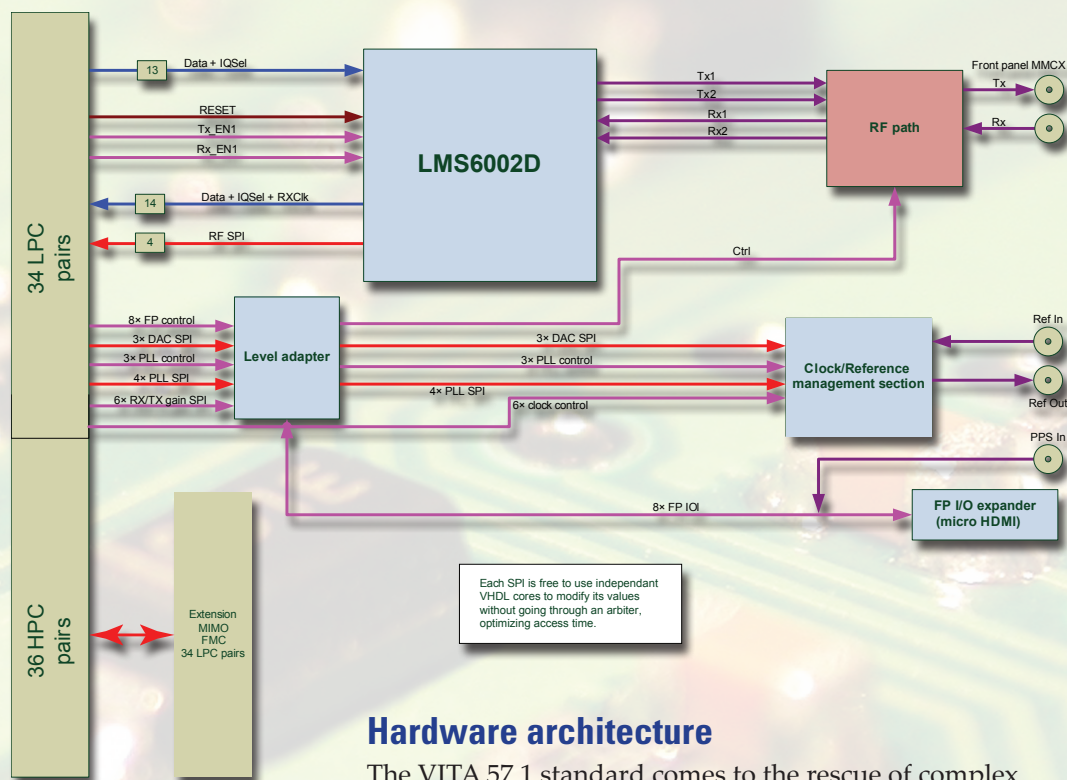 13
Data + IQSel
RESET
Tx_EN1
Rx_EN1
14
Data + IQSel + RXClk
4
RF SPI
LMS6002D
Tx1
Tx2
Rx1
Rx2
RF path
Front panel MMCX
Tx
Rx
34 LPC
pairs
Ctrl
8× FP control
3× DAC SPI
3× PLL control
4× PLL SPI
6× RX/TX gain SPI
Level adapter
3× DAC SPI
3× PLL control
4× PLL SPI
6× clock control
Clock/Reference
management section
Ref In
Ref Out
PPS In
8× FP IOI
FP I/O expander
(micro HDMI)
36 HPC
pairs
Extension
MIMO
FMC
34 LPC pairs
Each SPI is free to use independant
VHDL cores to modify its values
without going through an arbiter,
optimizing access time.
Hardware architecture
The VITA 57.1 standard comes to the rescue of complex